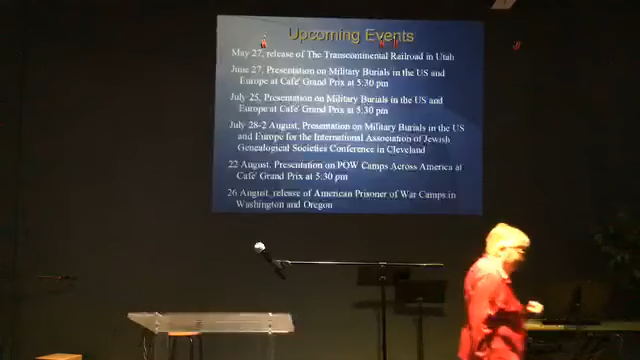 Upcoming Events
May 27, release of The Transcontinental Railroad in Utah
June 27, Presentation on Military Burials in the US and
Europe at Cafe' Grand Prix at 5:30 pm
July 25, Presentation on Military Burials in the US and
Europe at Cafe' Grand Prix at 5:30 pm
July 28-2 August, Presentation on Military Burials in the US
and Europe for the International Association of Jewish
Genealogical Societies Conference in Cleveland
22 August, Presentation on POW Camps Across America at
Cafe' Grand Prix at 5:30 pm
26 August, release of American Prisoner of War Camps in
Washington and Oregon